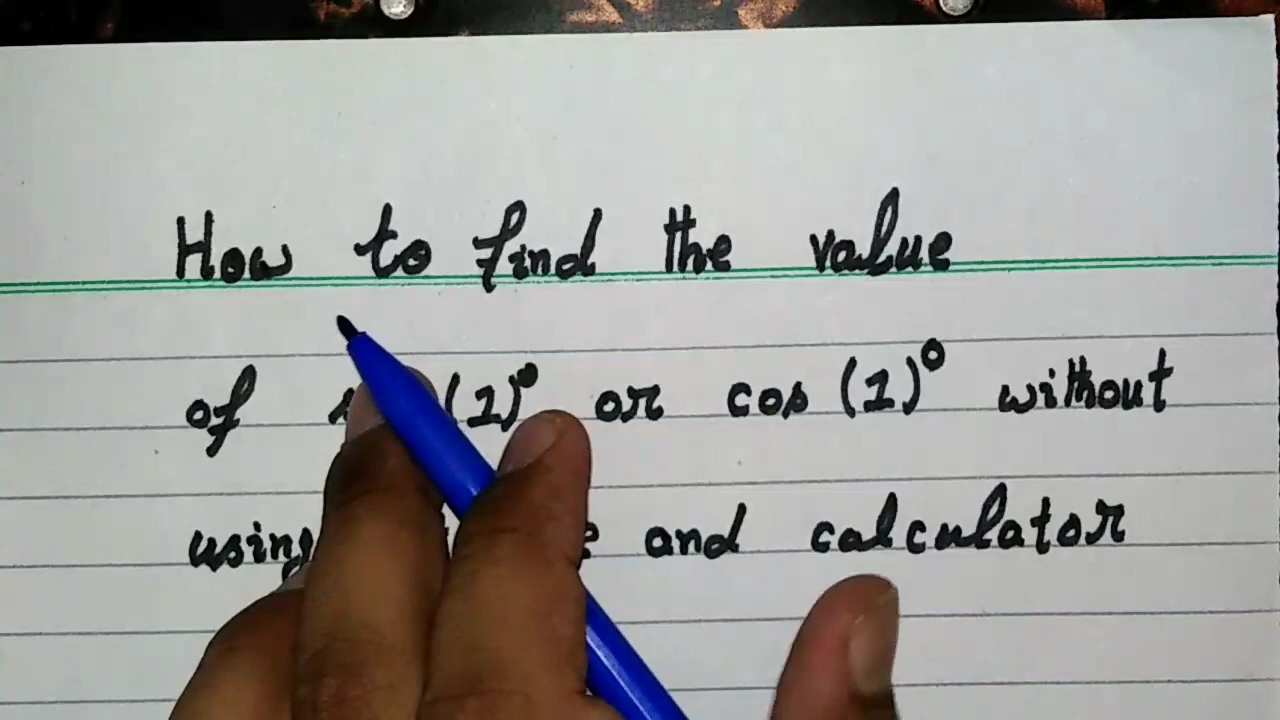 How to find the value
of (1)° or cos (1)° without
using and calculator